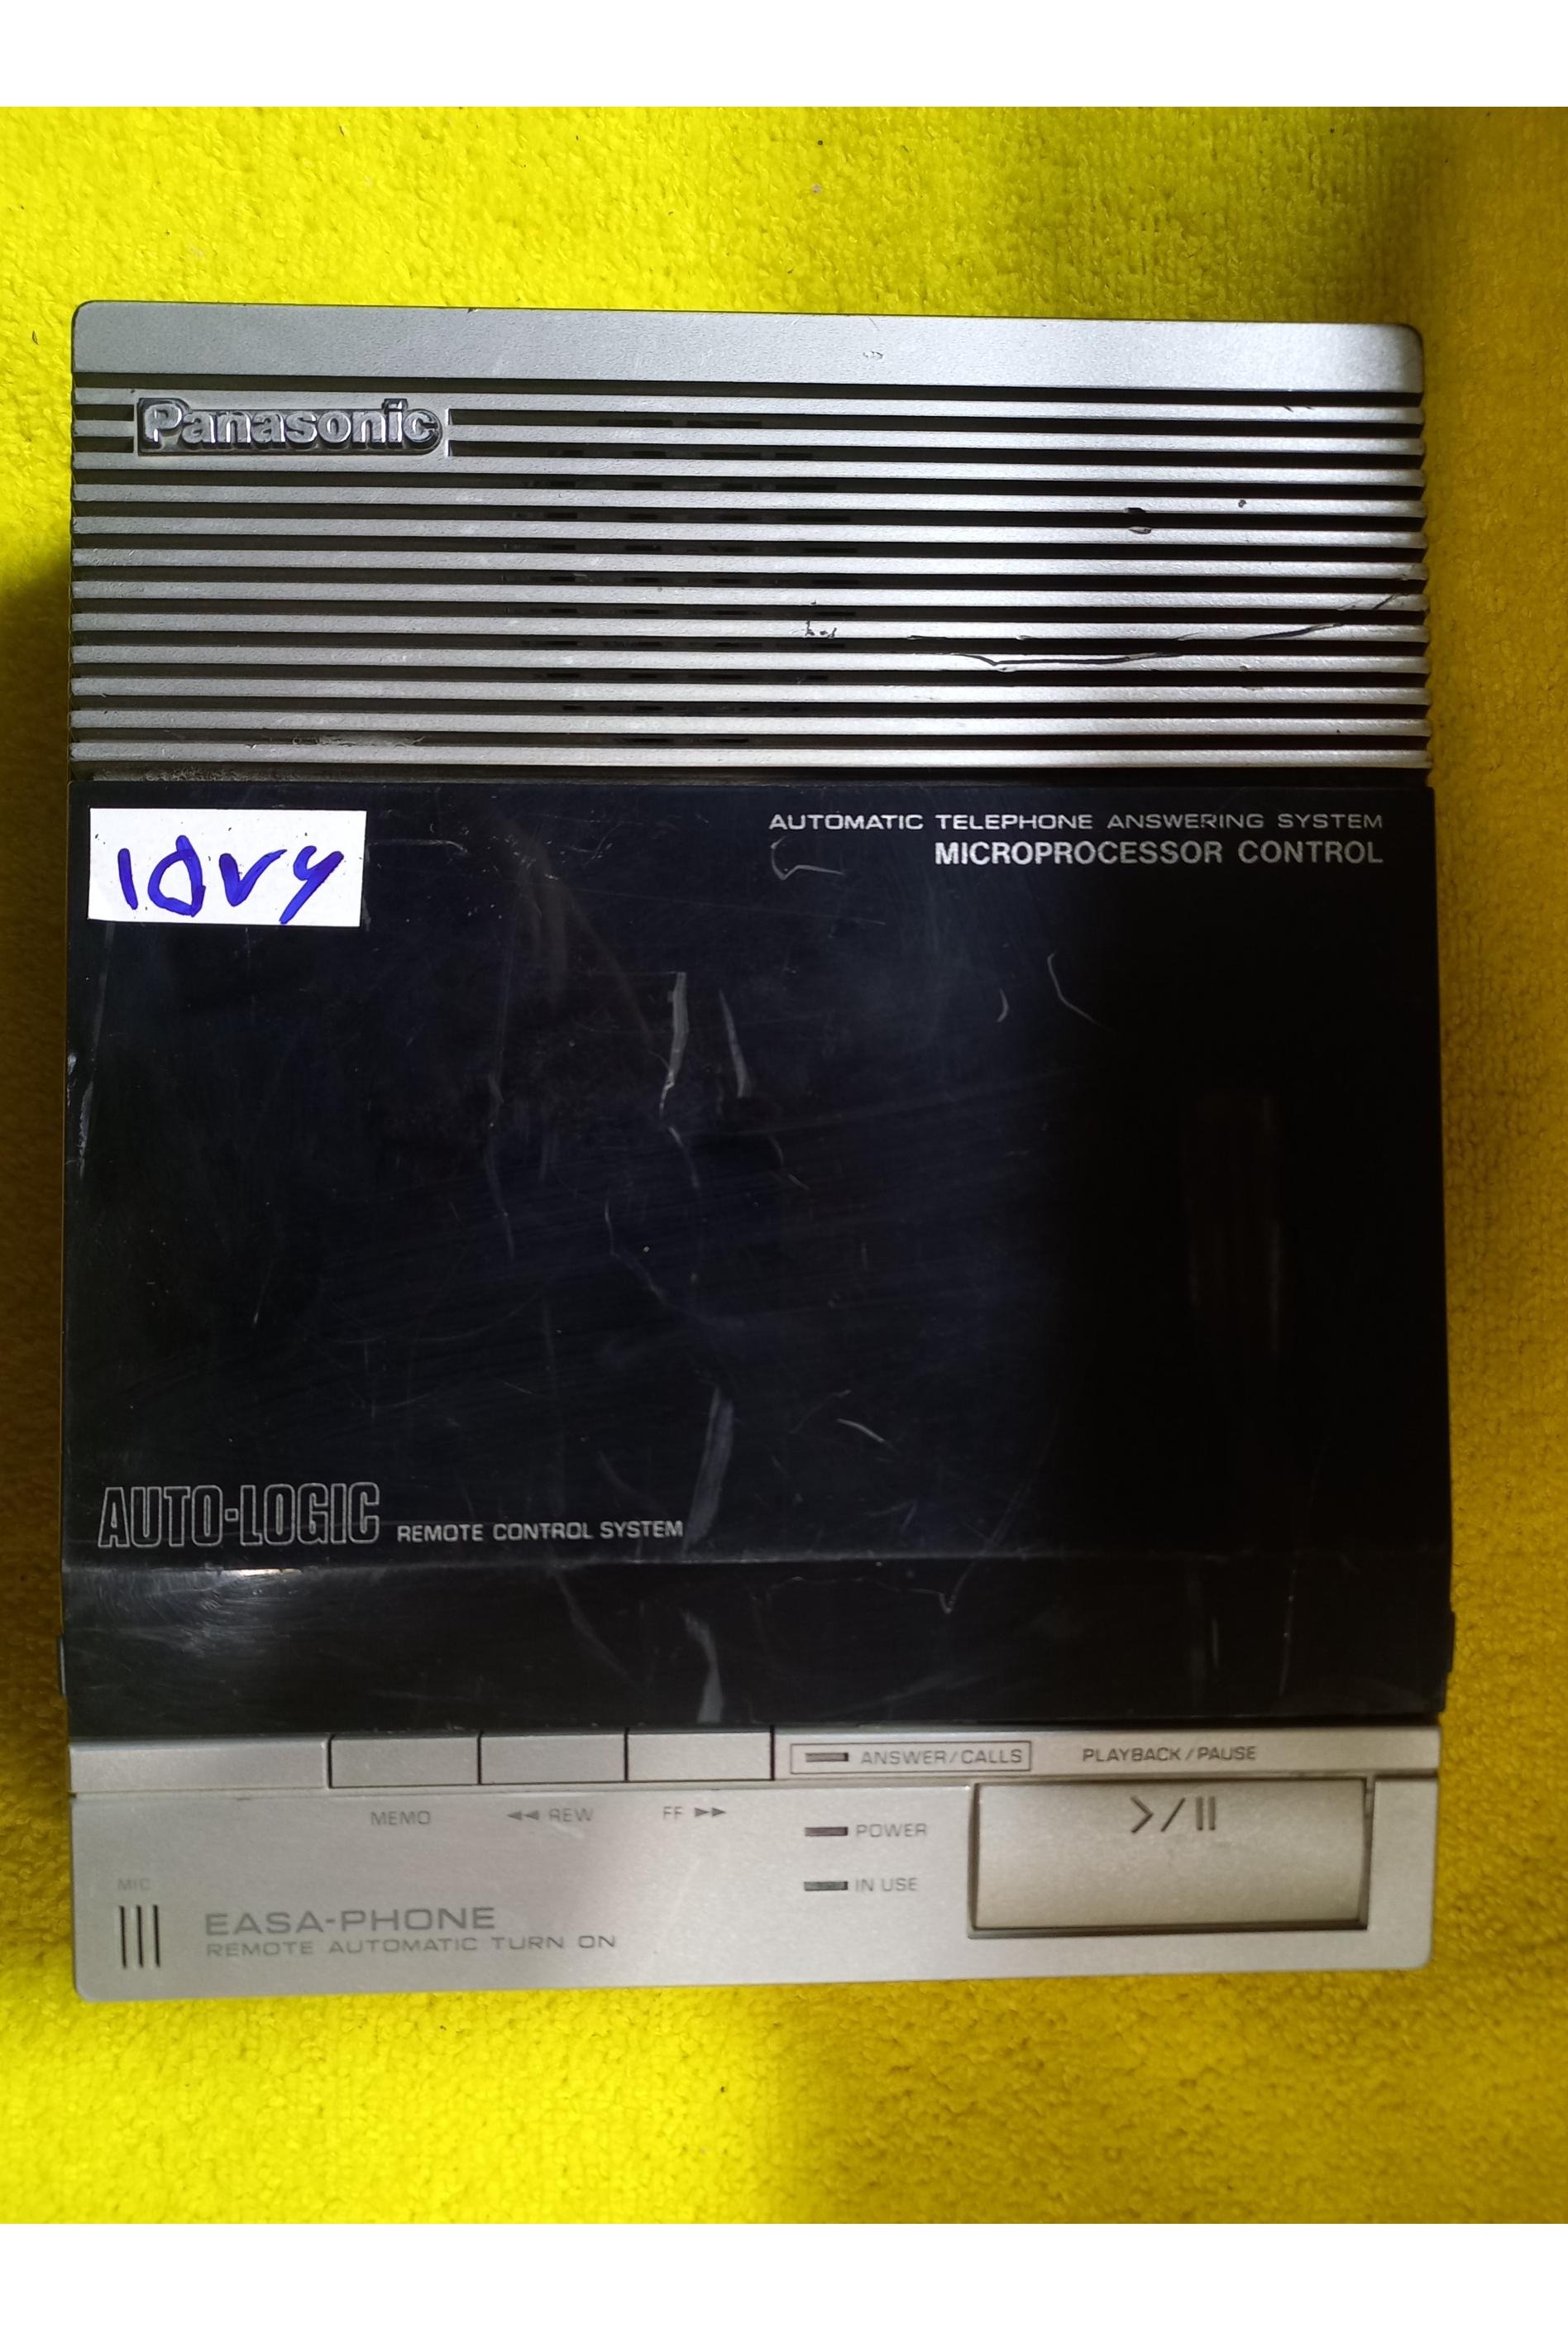 Panasonic
AUTOMATIC TELEPHONE ANSWERING SYSTEM
MICROPROCESSOR CONTROL
۱۵۷۶
AUTO-LOGIC REMOTE CONTROL SYSTEM
ANSWER/CALLS PLAYBACK/PAUSE
MEMO ◄◄ REW FF ►►
>/II
POWER
IN USE
MIC
EASA-PHONE
REMOTE AUTOMATIC TURN ON